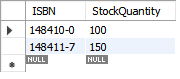 ISBN StockQuantity
148410-0 100
148411-7 150
NULL NULL